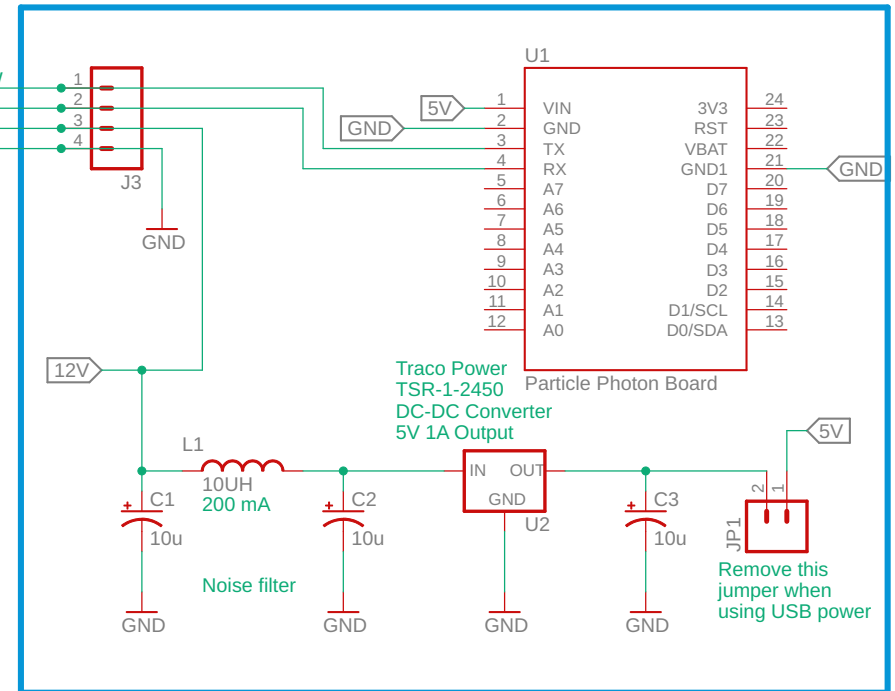 U1
1
2
3
4
J3
GND
5V
GND
GND
1 VIN 3V3 24
2 GND RST 23
3 TX VBAT 22
4 RX GND1 21
5 A7 D7 20
6 A6 D6 19
7 A5 D5 18
8 A4 D4 17
9 A3 D3 16
10 A2 D2 15
11 A1 D1/SCL 14
12 A0 D0/SDA 13
Particle Photon Board
12V
Traco Power
TSR-1-2450
DC-DC Converter
5V 1A Output
5V
L1
10UH
200 mA
IN OUT
GND
U2
+ C1
10u
+ C2
10u
+ C3
10u
2 1
JP1
Noise filter
Remove this
jumper when
using USB power
GND
GND
GND
GND